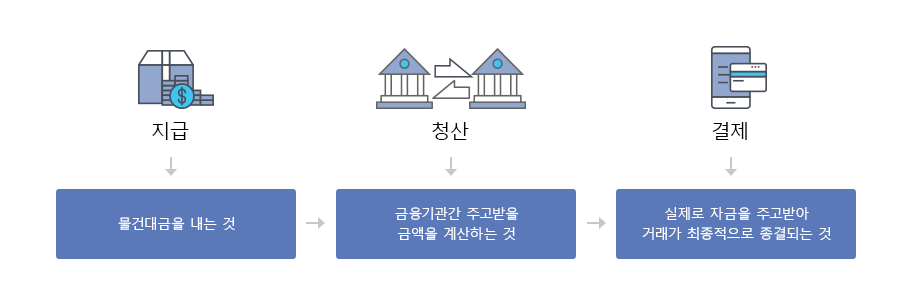 지급
청산
결제
물건대금을 내는 것
금융기관간 주고받을
금액을 계산하는 것
실제로 자금을 주고받아
거래가 최종적으로 종결되는 것